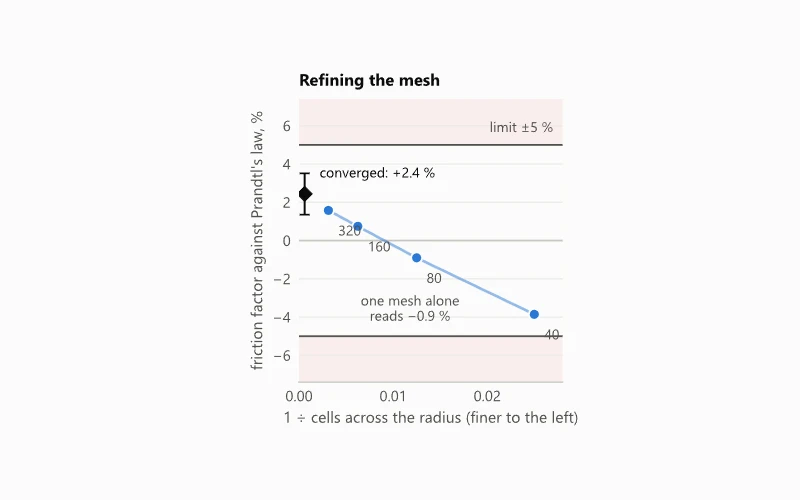 Refining the mesh
friction factor against Prandtl's law, %
6
4
2
0
−2
−4
−6
limit ±5 %
converged: +2.4 %
320
160
80
40
one mesh alone
reads −0.9 %
0.00
0.01
0.02
1 ÷ cells across the radius (finer to the left)